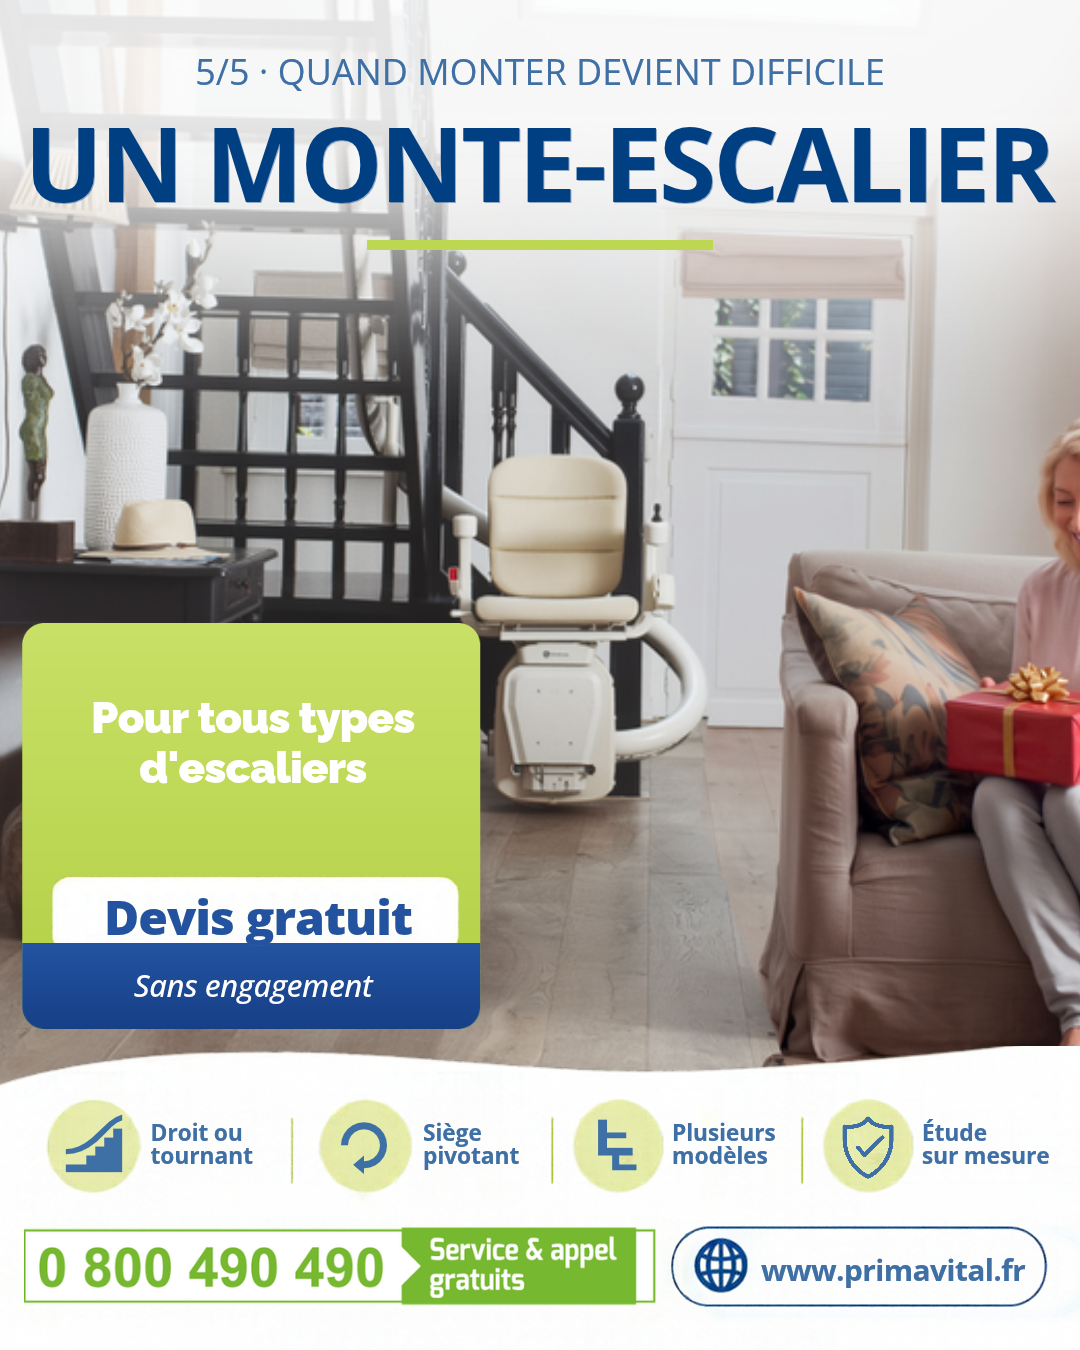 5/5 · QUAND MONTER DEVIENT DIFFICILE
UN MONTE-ESCALIER
Pour tous types
d'escaliers
Devis gratuit
Sans engagement
Droit ou
tournant
Siège
pivotant
Plusieurs
modèles
Étude
sur mesure
0 800 490 490
Service & appel
gratuits
www.primavital.fr